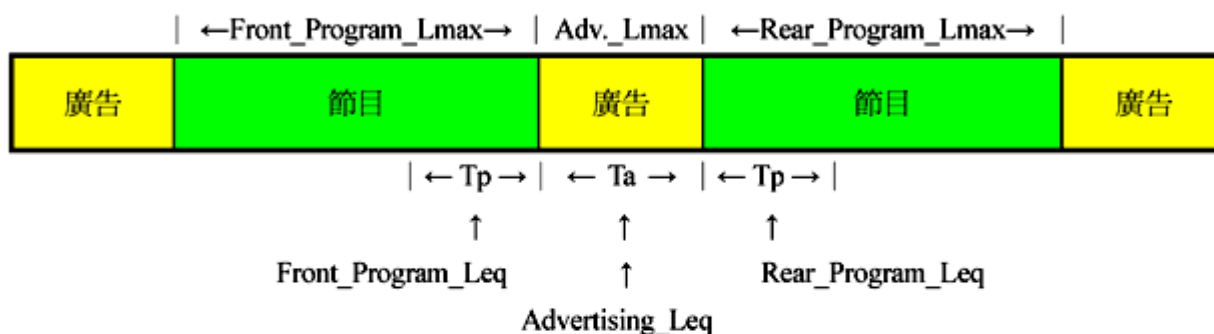 | ←Front_Program_Lmax→ | Adv._Lmax | ←Rear_Program_Lmax→ |
廣告 節目 廣告 節目 廣告
| ← Tp → | ← Ta → | ← Tp → |
↑ ↑ ↑
Front_Program_Leq ↑ Rear_Program_Leq
Advertising_Leq